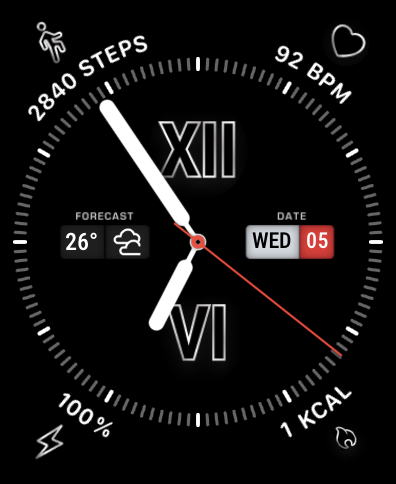 2840 STEPS
92 BPM
XII
FORECAST
26°
DATE
WED 05
VI
100%
1 KCAL